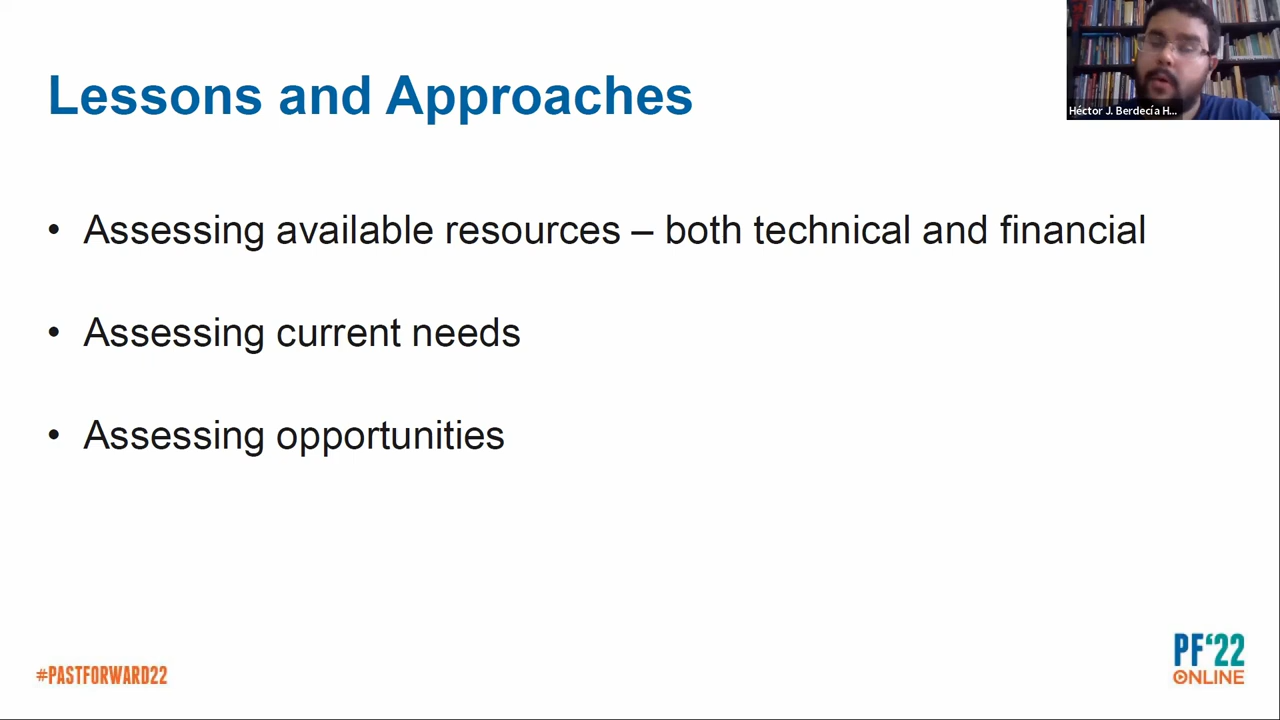 Lessons and Approaches
Héctor J. Berdecía H...
• Assessing available resources – both technical and financial
• Assessing current needs
• Assessing opportunities
#PASTFORWARD22
PF‘22
ONLINE